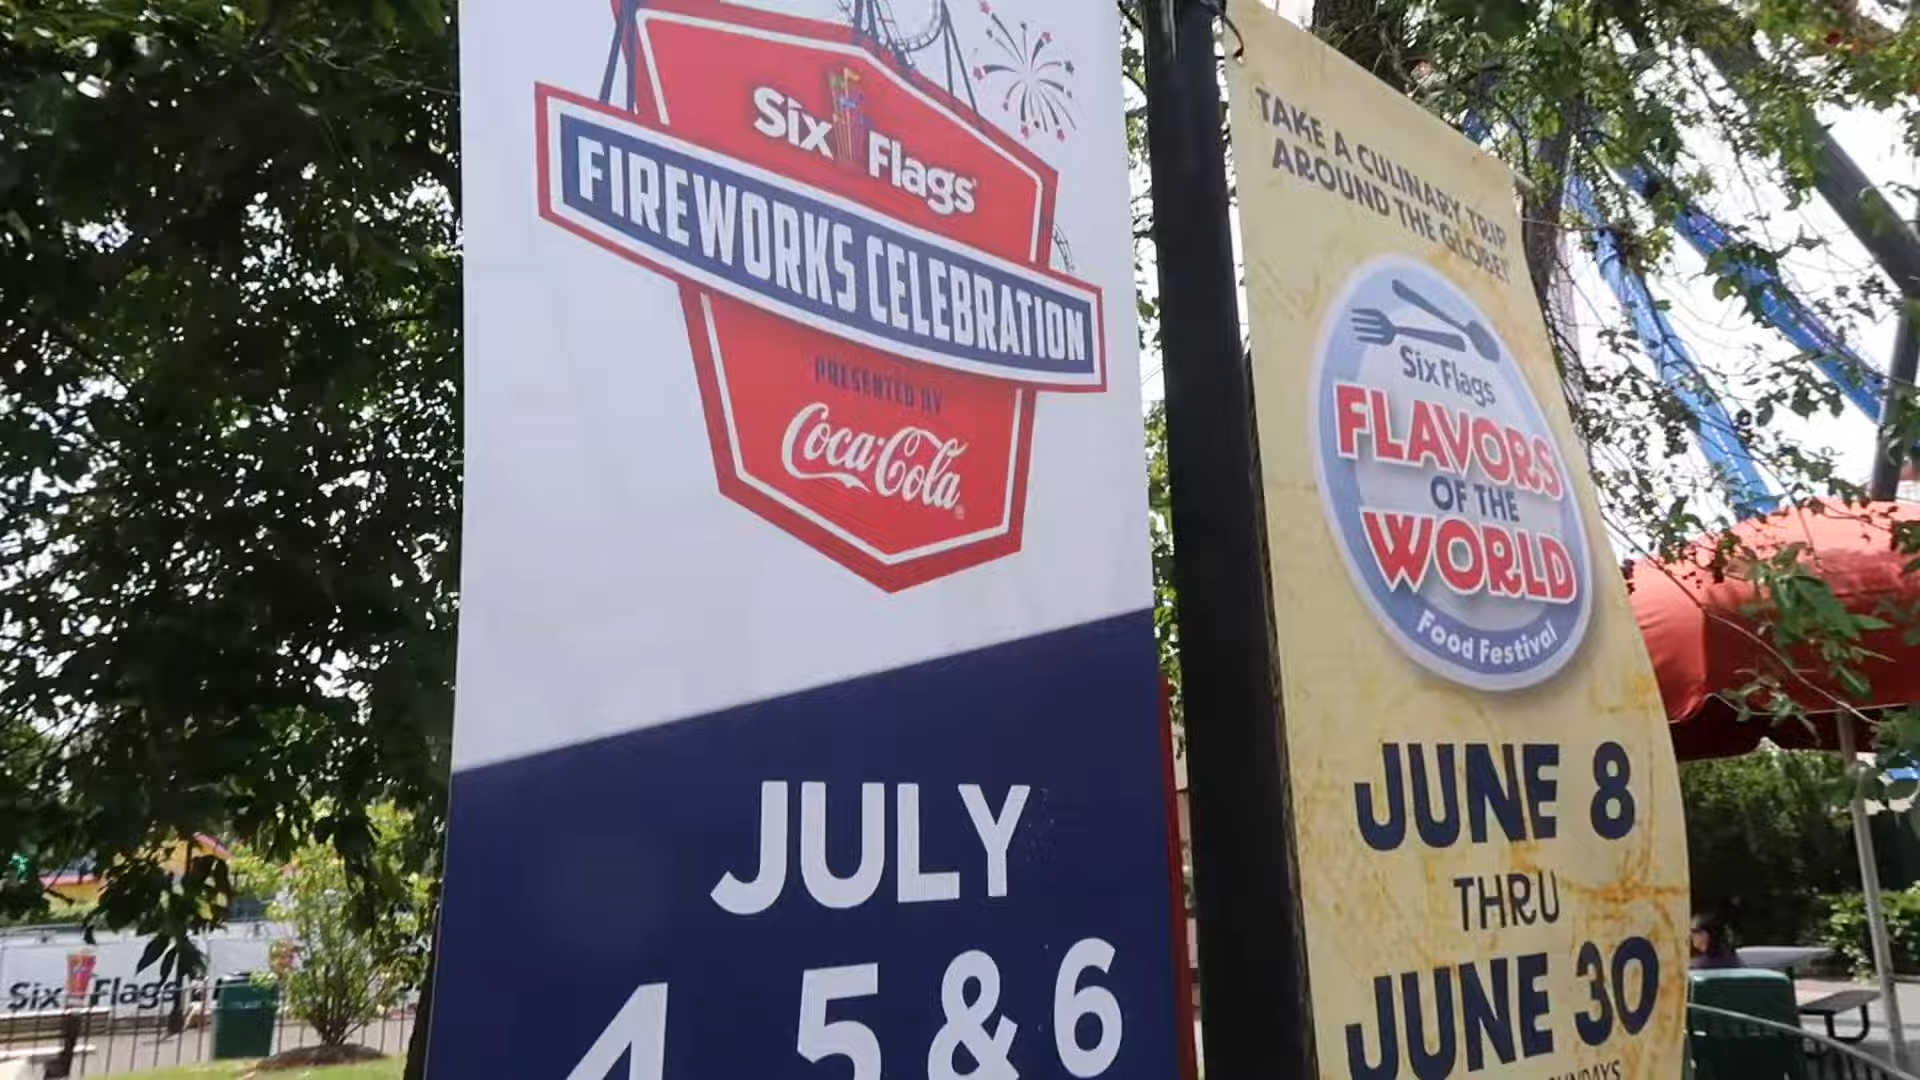 Six Flags
FIREWORKS CELEBRATION
PRESENTED BY
Coca-Cola
JULY
4, 5 & 6
TAKE A CULINARY TRIP
AROUND THE GLOBE!
Six Flags
FLAVORS
OF THE
WORLD
Food Festival
JUNE 8
THRU
JUNE 30
Six Flags